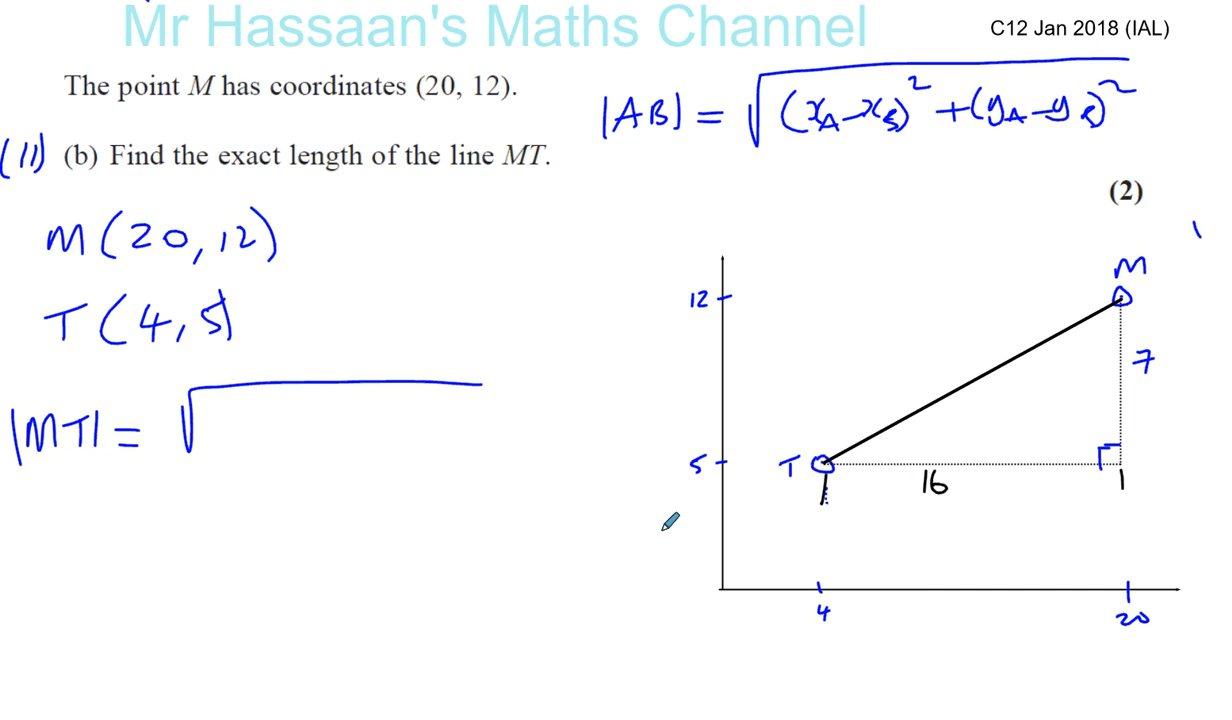 Mr Hassaan's Maths Channel
C12 Jan 2018 (IAL)
The point M has coordinates (20, 12).
|AB| = √((x_A − x_B)² + (y_A − y_B)²)
(11) (b) Find the exact length of the line MT.
(2)
M(20, 12)
T(4, 5)
|MT| = √
M
12
7
5
T
16
4
20